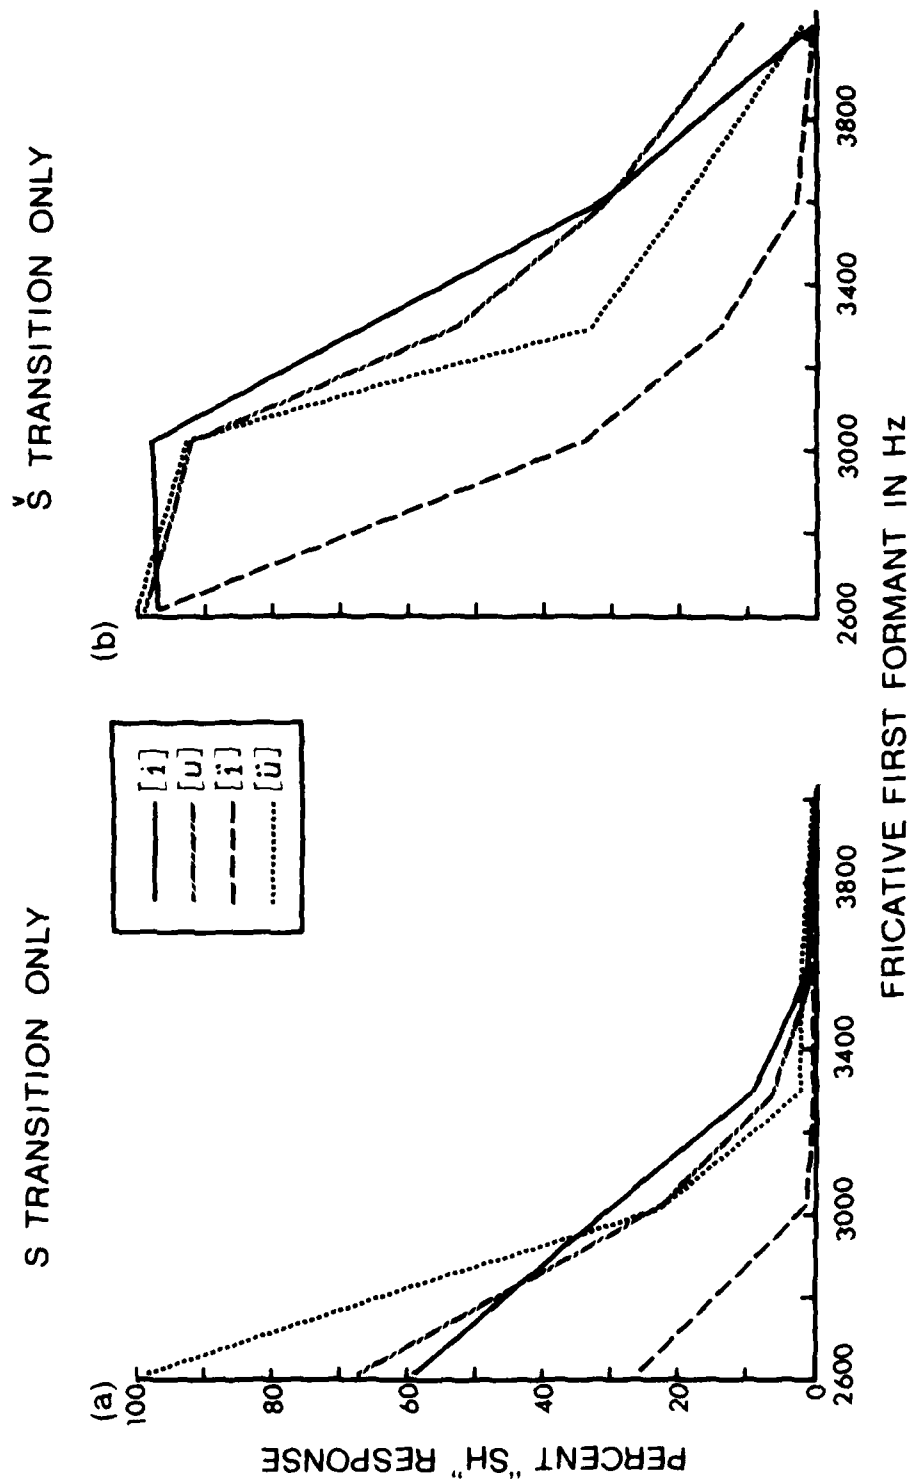 S TRANSITION ONLY
Š TRANSITION ONLY
(a)
(b)
[i]
[u]
[ï]
[ü]
PERCENT "SH" RESPONSE
100
80
60
40
20
0
2600
3000
3400
3800
2600
3000
3400
3800
FRICATIVE FIRST FORMANT IN Hz